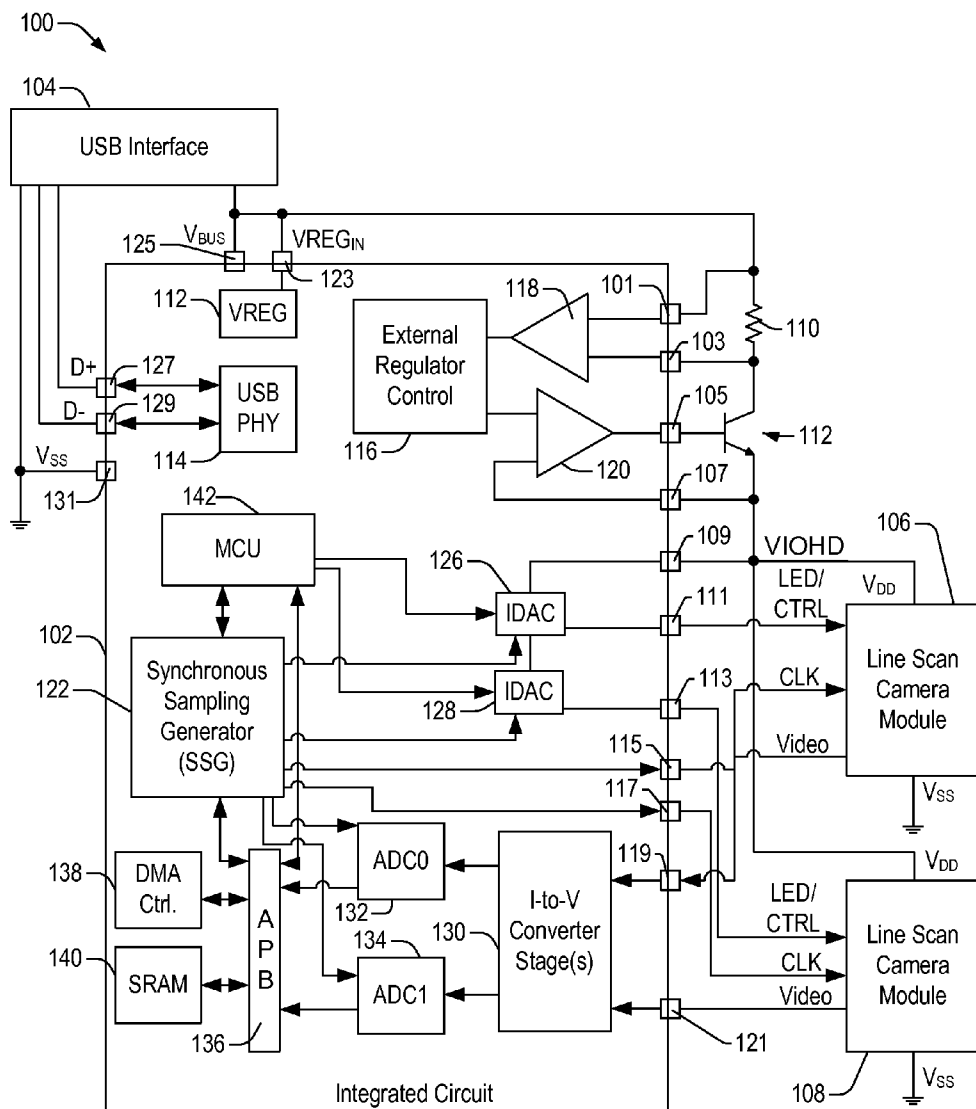 100
104
USB Interface
V_BUS
125
VREG_IN
123
112
VREG
D+
127
D-
129
USB
PHY
114
V_SS
131
External
Regulator
Control
116
118
120
101
103
105
107
110
112
142
MCU
126
IDAC
128
IDAC
109
111
113
VIOHD
106
V_DD
LED/
CTRL
CLK
Video
Line Scan
Camera
Module
V_SS
102
122
Synchronous
Sampling
Generator
(SSG)
115
117
119
121
138
DMA
Ctrl.
140
SRAM
A
P
B
136
ADC0
132
134
ADC1
130
I-to-V
Converter
Stage(s)
V_DD
LED/
CTRL
CLK
Video
Line Scan
Camera
Module
108
V_SS
Integrated Circuit